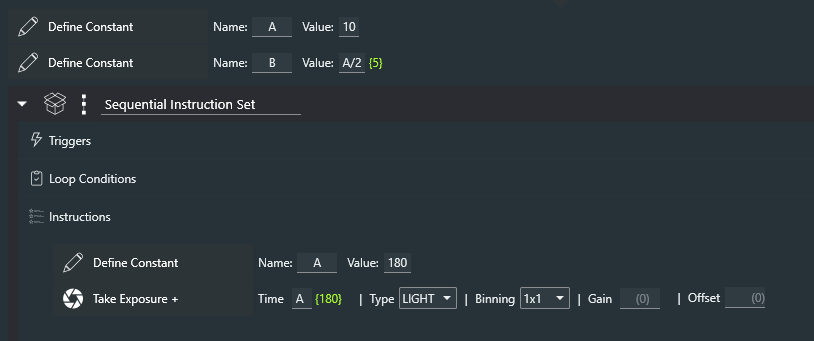 Define Constant Name: A Value: 10
Define Constant Name: B Value: A/2 {5}
Sequential Instruction Set
Triggers
Loop Conditions
Instructions
Define Constant Name: A Value: 180
Take Exposure + Time A {180} | Type LIGHT | Binning 1x1 | Gain (0) | Offset (0)